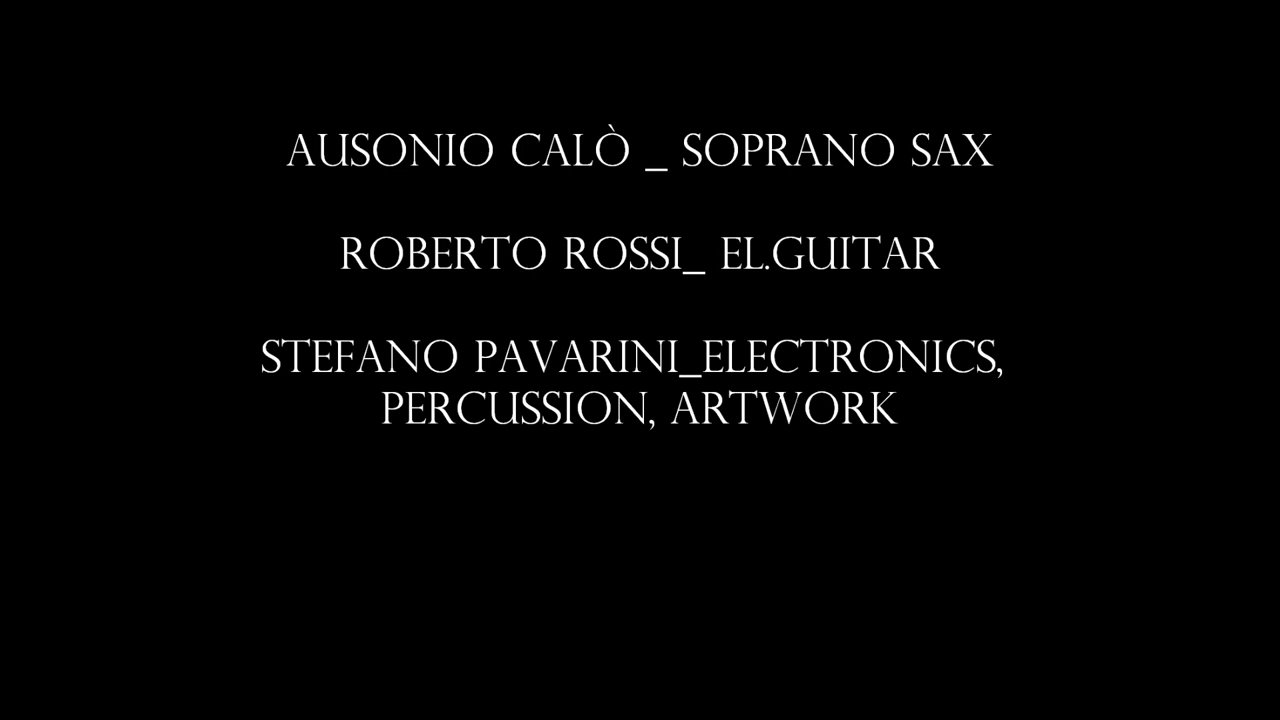 AUSONIO CALÒ _ SOPRANO SAX
ROBERTO ROSSI_ EL.GUITAR
STEFANO PAVARINI_ELECTRONICS,
PERCUSSION, ARTWORK